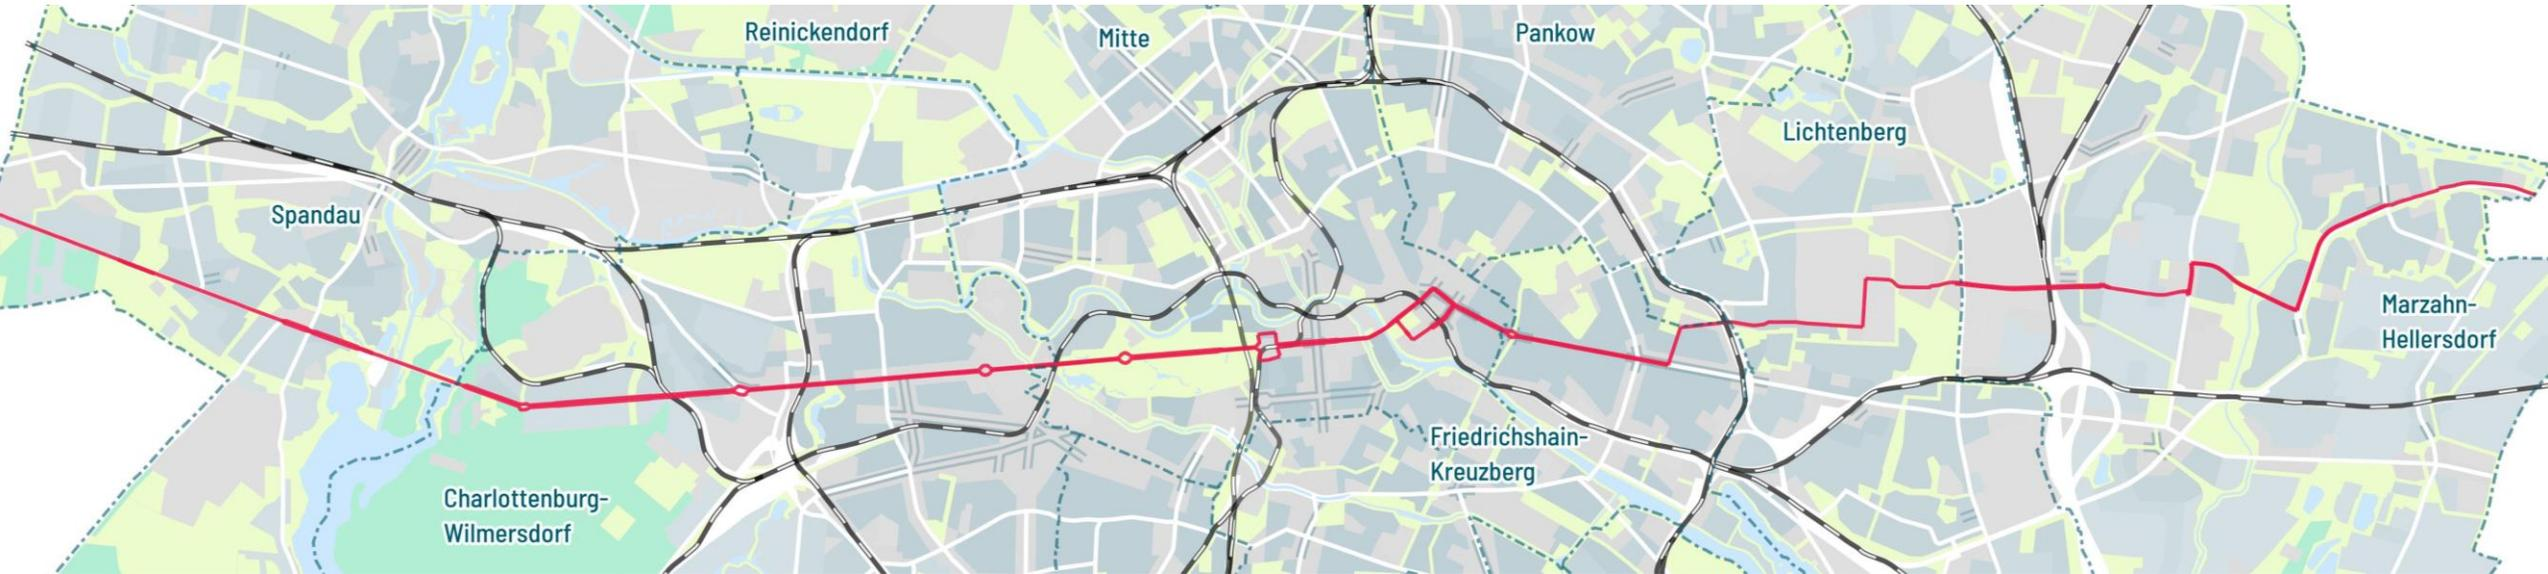 Reinickendorf
Mitte
Pankow
Lichtenberg
Spandau
Marzahn-
Hellersdorf
Friedrichshain-
Kreuzberg
Charlottenburg-
Wilmersdorf